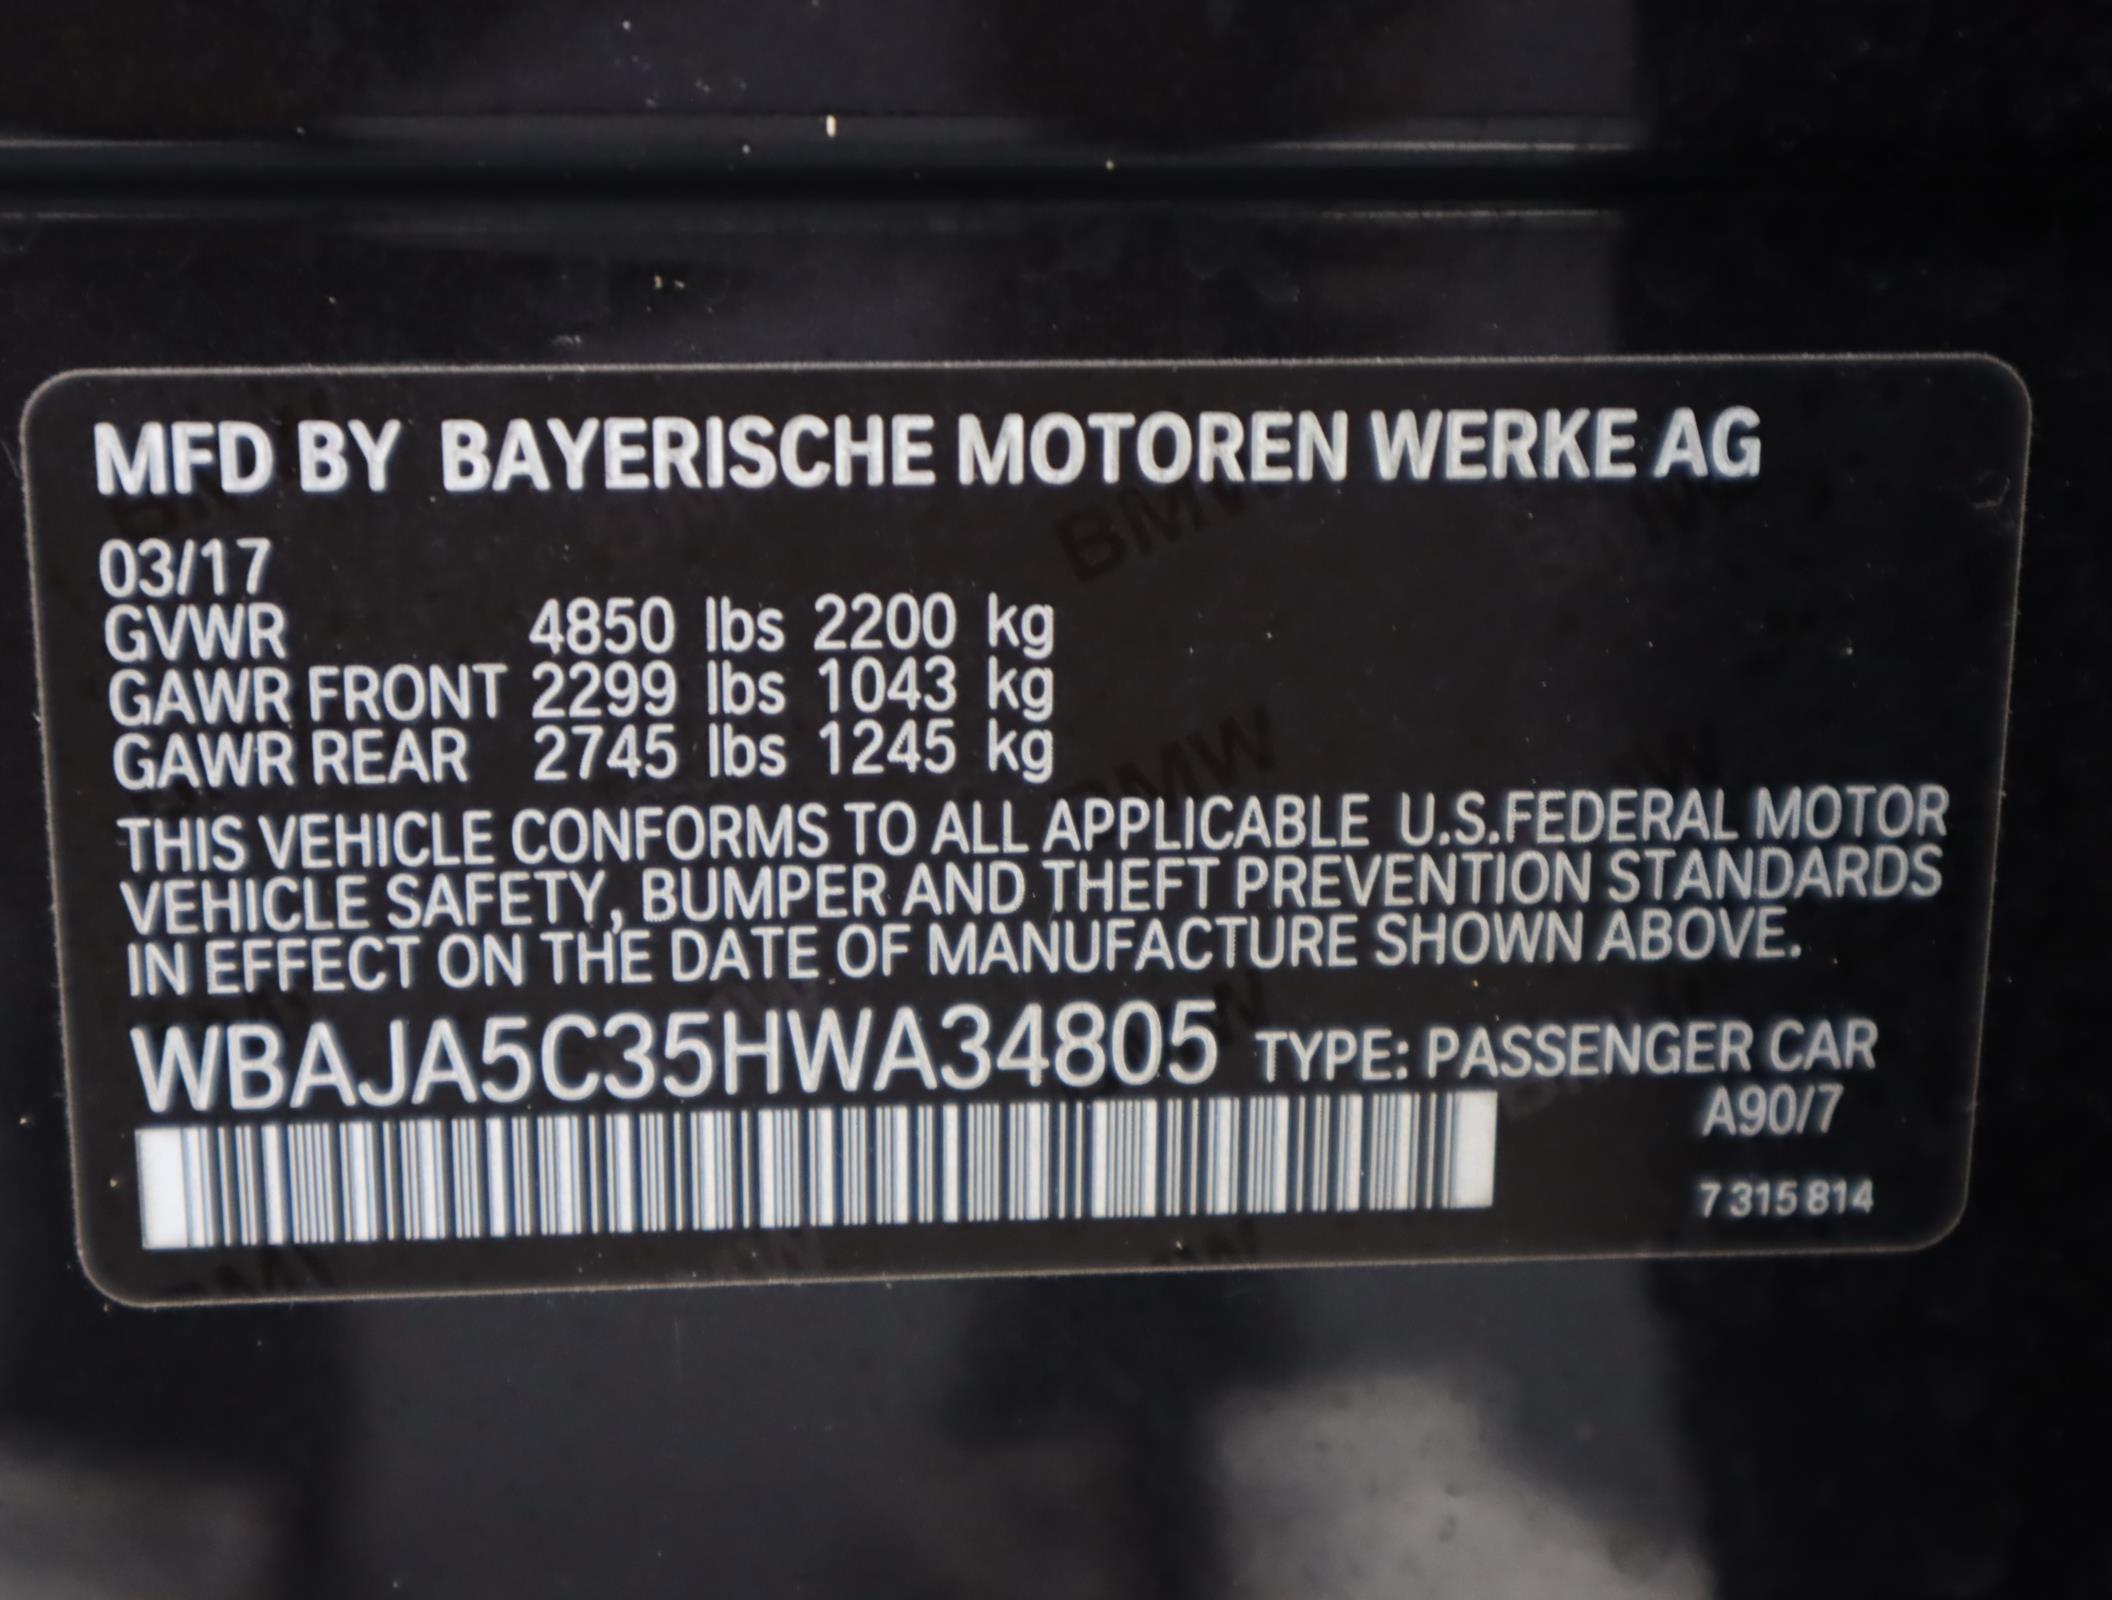 MFD BY BAYERISCHE MOTOREN WERKE AG
03/17
GVWR 4850 lbs 2200 kg
GAWR FRONT 2299 lbs 1043 kg
GAWR REAR 2745 lbs 1245 kg
THIS VEHICLE CONFORMS TO ALL APPLICABLE U.S.FEDERAL MOTOR
VEHICLE SAFETY, BUMPER AND THEFT PREVENTION STANDARDS
IN EFFECT ON THE DATE OF MANUFACTURE SHOWN ABOVE.
WBAJA5C35HWA34805 TYPE: PASSENGER CAR
A90/7
7 315 814